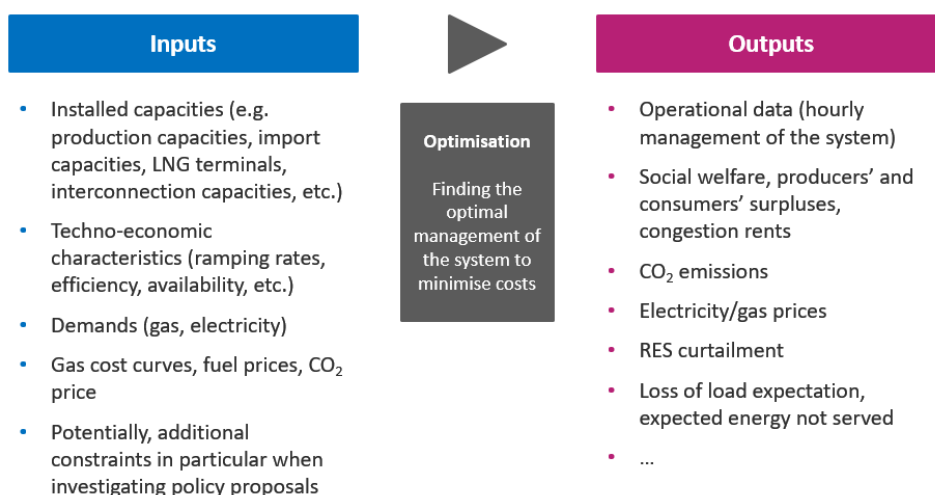 Inputs
• Installed capacities (e.g.
production capacities, import
capacities, LNG terminals,
interconnection capacities, etc.)
• Techno-economic
characteristics (ramping rates,
efficiency, availability, etc.)
• Demands (gas, electricity)
• Gas cost curves, fuel prices, CO₂
price
• Potentially, additional
constraints in particular when
investigating policy proposals
Optimisation
Finding the
optimal
management of
the system to
minimise costs
Outputs
• Operational data (hourly
management of the system)
• Social welfare, producers’ and
consumers’ surpluses,
congestion rents
• CO₂ emissions
• Electricity/gas prices
• RES curtailment
• Loss of load expectation,
expected energy not served
• ...